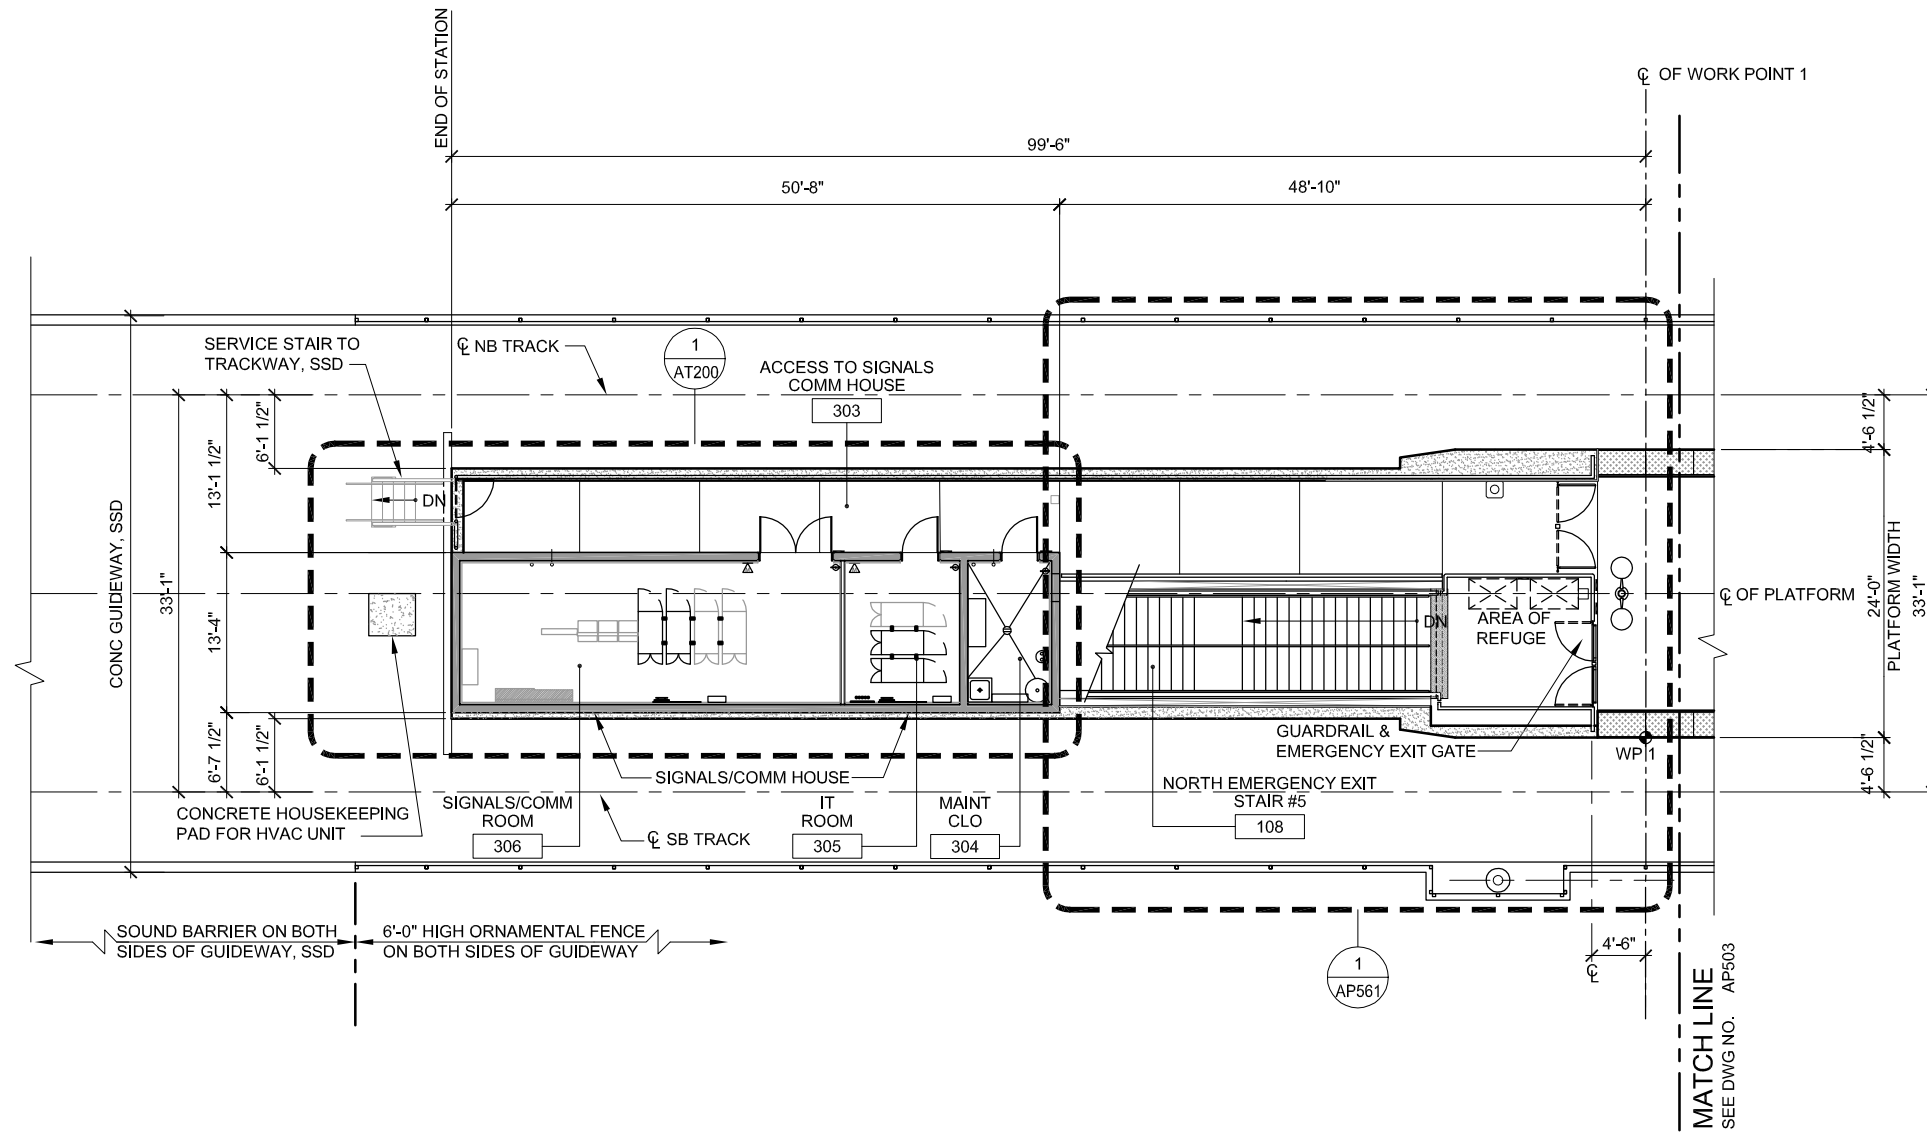 END OF STATION
℄ OF WORK POINT 1
99'-6"
50'-8"
48'-10"
SERVICE STAIR TO
TRACKWAY, SSD
℄ NB TRACK
1
AT200
ACCESS TO SIGNALS
COMM HOUSE
303
CONC GUIDEWAY, SSD
33'-1"
13'-1 1/2"
6'-1 1/2"
13'-4"
6'-7 1/2"
6'-1 1/2"
DN
DN
AREA OF
REFUGE
℄ OF PLATFORM
4'-6 1/2"
24'-0"
PLATFORM WIDTH
33'-1"
4'-6 1/2"
GUARDRAIL &
EMERGENCY EXIT GATE
WP 1
SIGNALS/COMM HOUSE
CONCRETE HOUSEKEEPING
PAD FOR HVAC UNIT
SIGNALS/COMM
ROOM
306
℄ SB TRACK
IT
ROOM
305
MAINT
CLO
304
NORTH EMERGENCY EXIT
STAIR #5
108
SOUND BARRIER ON BOTH
SIDES OF GUIDEWAY, SSD
6'-0" HIGH ORNAMENTAL FENCE
ON BOTH SIDES OF GUIDEWAY
1
AP561
4'-6"
℄
MATCH LINE
SEE DWG NO. AP503